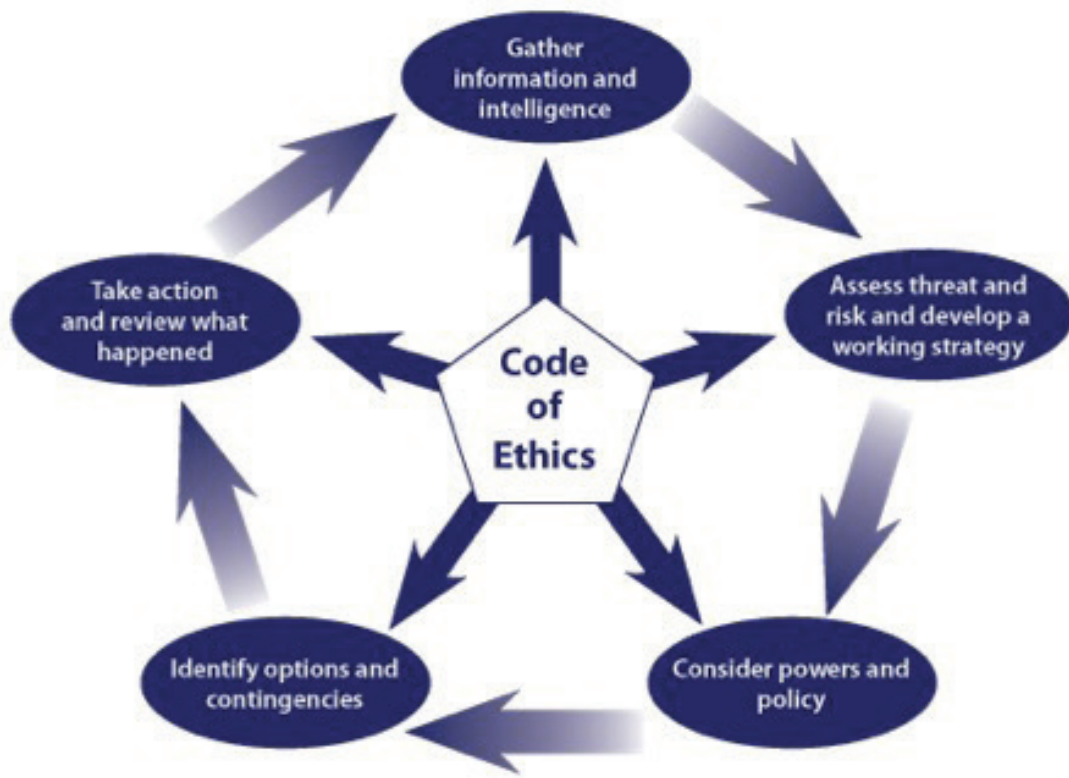 Gather
information and
intelligence
Assess threat and
risk and develop a
working strategy
Consider powers and
policy
Identify options and
contingencies
Take action
and review what
happened
Code
of
Ethics